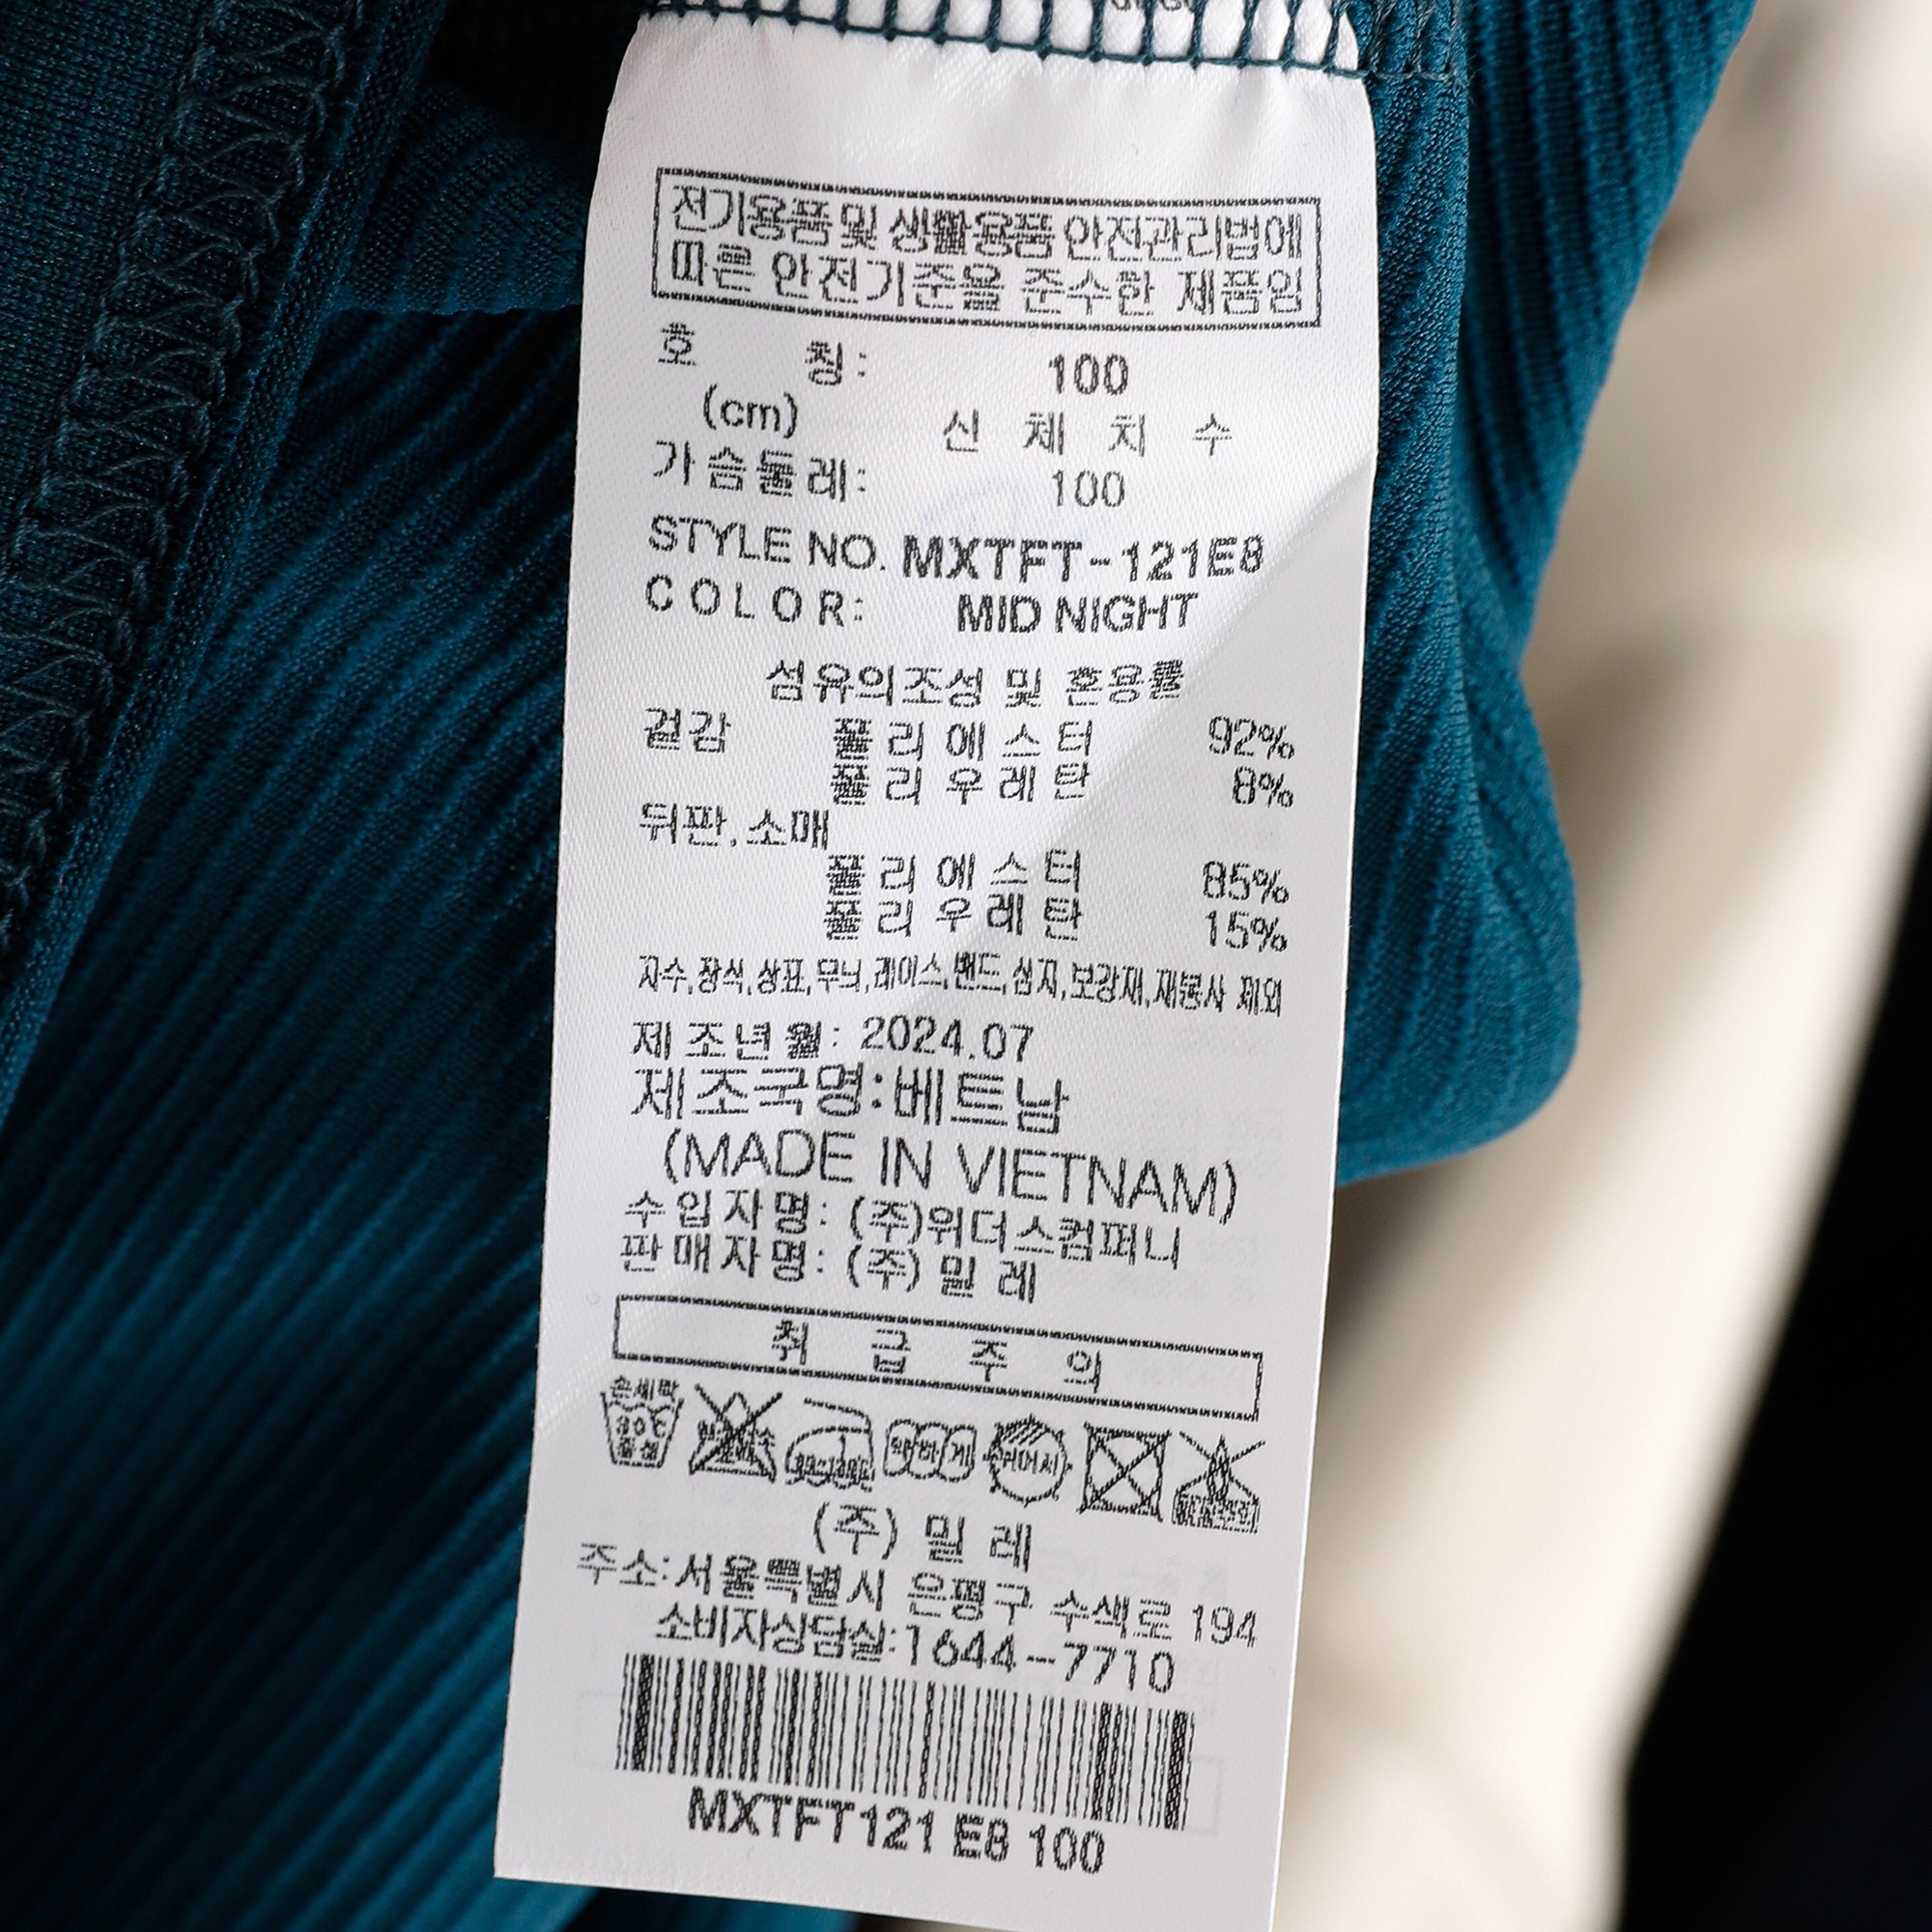 전기용품 및 생활용품 안전관리법에
따른 안전기준을 준수한 제품임
호 칭: 100
(cm) 신 체 치 수
가슴둘레: 100
STYLE NO. MXTFT-121E8
COLOR: MID NIGHT
섬유의조성 및 혼용률
겉감 폴리에스터 92%
폴리우레탄 8%
뒤판,소매
폴리에스터 85%
폴리우레탄 15%
자수,장식,상표,무늬,레이스,밴드,심지,보강재,재봉사 제외
제조년월: 2024.07
제조국명:베트남
(MADE IN VIETNAM)
수입자명: (주)위더스컴퍼니
판매자명: (주) 밀 레
취 급 주 의
손세탁
30℃
중성
약하게
(주) 밀 레
주소:서울특별시 은평구 수색로 194
소비자상담실:1644-7710
MXTFT121 E8 100